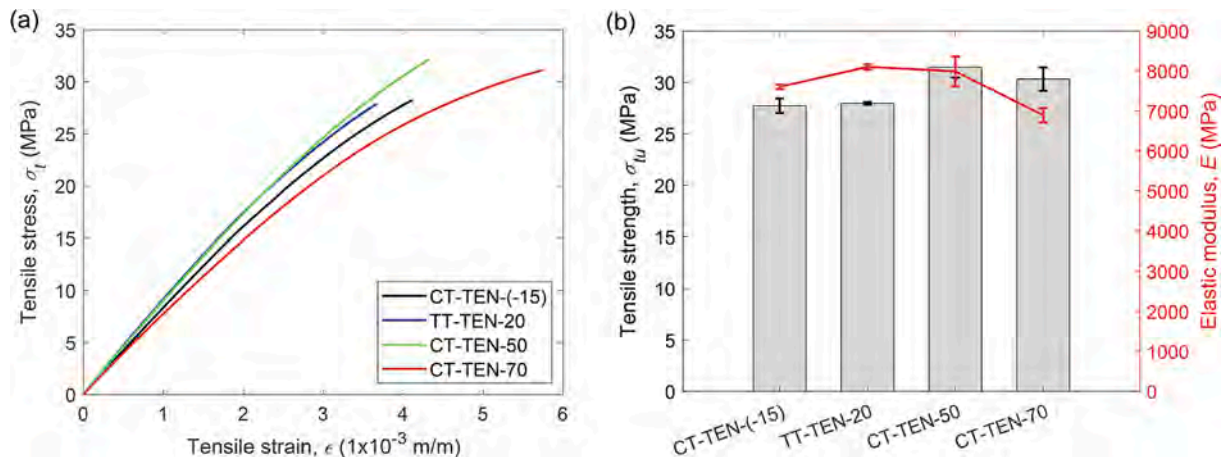 (a)
35
30
25
20
15
10
5
0
Tensile stress, σt (MPa)
CT-TEN-(-15)
TT-TEN-20
CT-TEN-50
CT-TEN-70
0 1 2 3 4 5 6
Tensile strain, ϵ (1x10-3 m/m)
(b)
35
30
25
20
15
10
5
0
Tensile strength, σtu (MPa)
9000
8000
7000
6000
5000
4000
3000
2000
1000
0
Elastic modulus, E (MPa)
CT-TEN-(-15)
TT-TEN-20
CT-TEN-50
CT-TEN-70